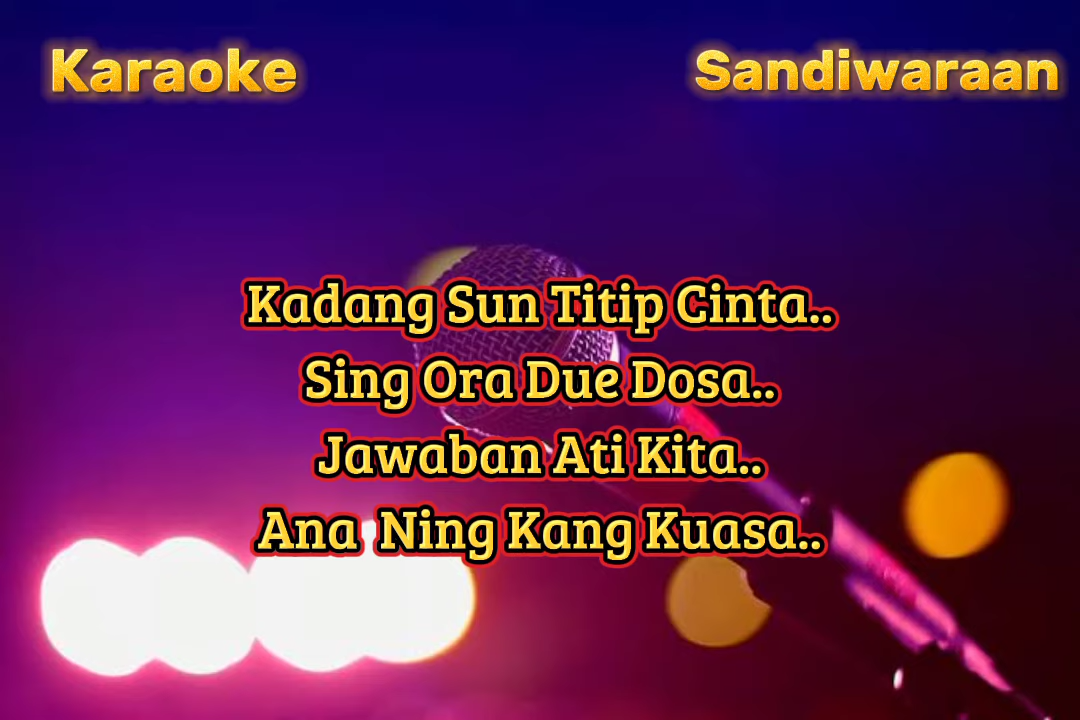 Karaoke
Sandiwaraan
Kadang Sun Titip Cinta..
Sing Ora Due Dosa..
Jawaban Ati Kita..
Ana Ning Kang Kuasa..